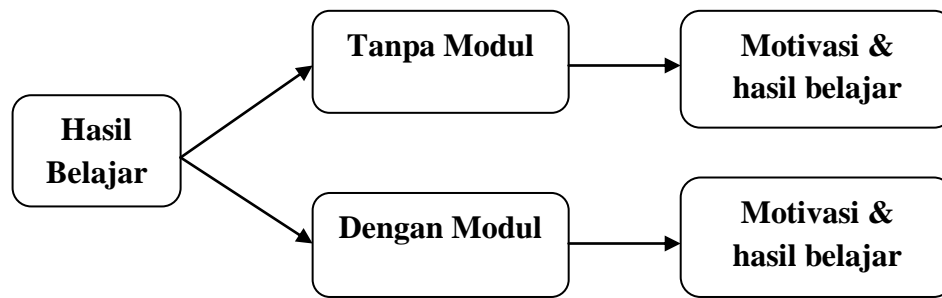 Hasil
Belajar
Tanpa Modul
Motivasi &
hasil belajar
Dengan Modul
Motivasi &
hasil belajar